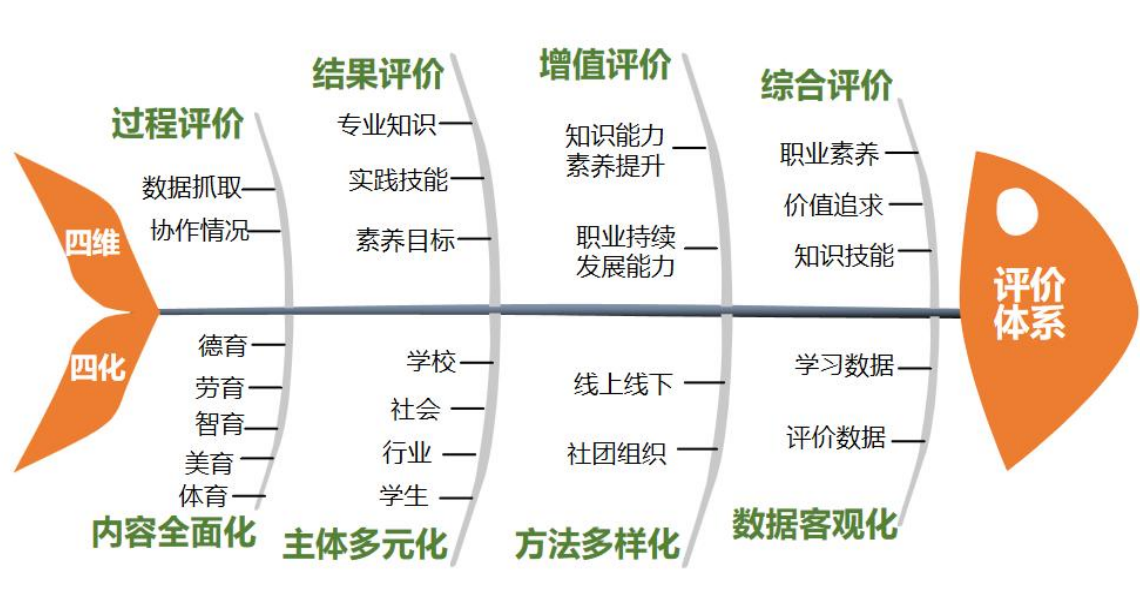 过程评价
数据抓取
协作情况
结果评价
专业知识
实践技能
素养目标
增值评价
知识能力
素养提升
职业持续
发展能力
综合评价
职业素养
价值追求
知识技能
四维
四化
评价
体系
德育
劳育
智育
美育
体育
内容全面化
学校
社会
行业
学生
主体多元化
线上线下
社团组织
方法多样化
学习数据
评价数据
数据客观化